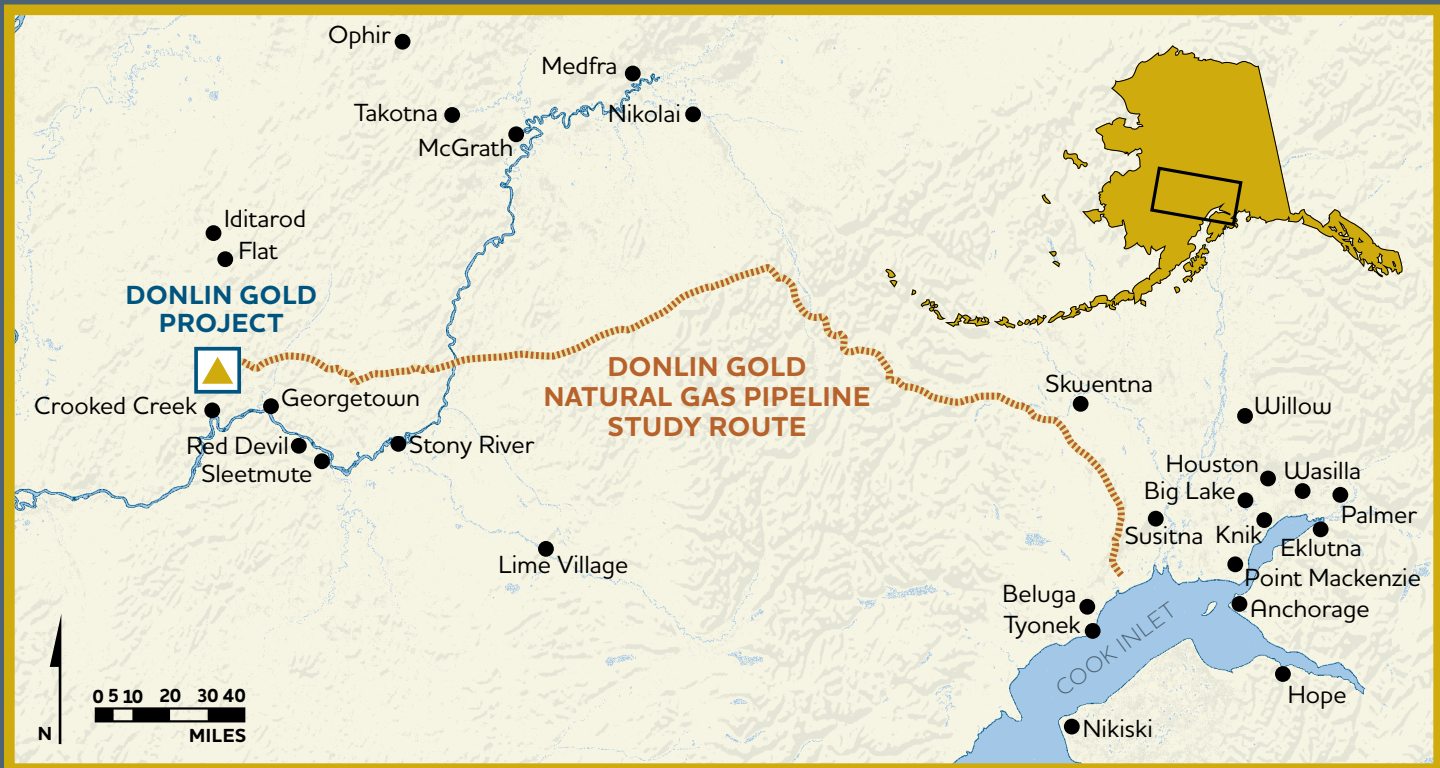 Ophir
Medfra
Takotna
Nikolai
McGrath
Iditarod
Flat
DONLIN GOLD
PROJECT
DONLIN GOLD
NATURAL GAS PIPELINE
STUDY ROUTE
Skwentna
Georgetown
Crooked Creek
Willow
Red Devil
Stony River
Sleetmute
Houston
Wasilla
Big Lake
Palmer
Susitna
Knik
Eklutna
Lime Village
Point Mackenzie
Beluga
Anchorage
Tyonek
COOK INLET
Hope
Nikiski
0 5 10 20 30 40
MILES
N